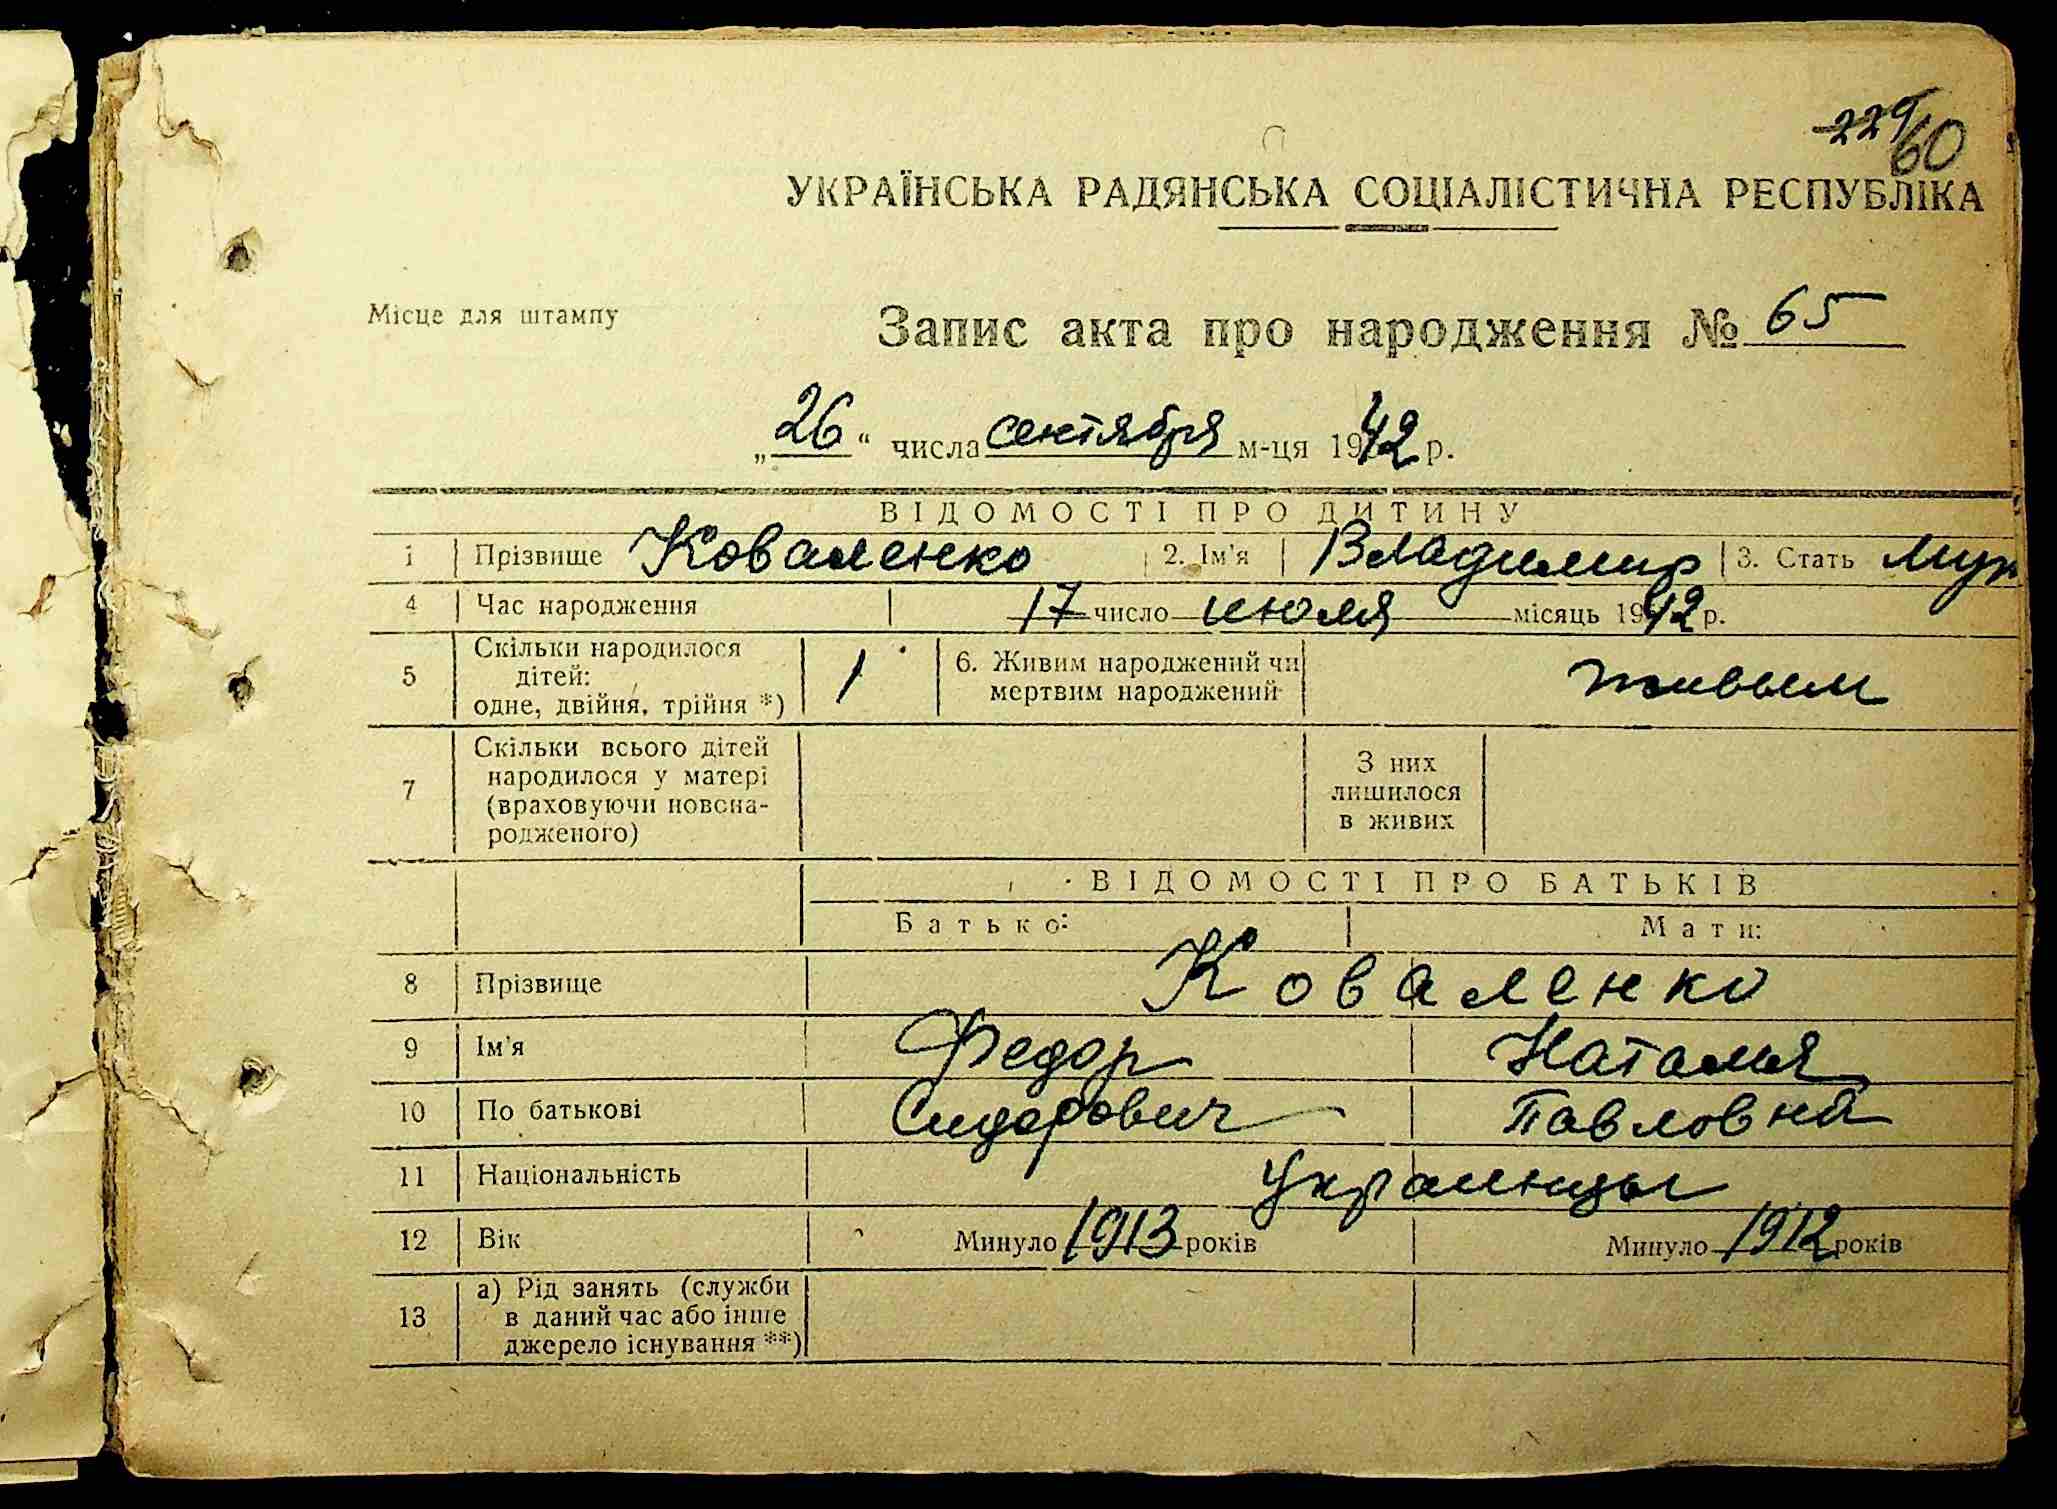 229
60
УКРАЇНСЬКА РАДЯНСЬКА СОЦІАЛІСТИЧНА РЕСПУБЛІКА
Місце для штампу
Запис акта про народження № 65
„ 26 “ числа сентября м-ця 1942 р.
ВІДОМОСТІ ПРО ДИТИНУ
1 Прізвище Коваленко 2. Ім'я Владимир 3. Стать Муж
4 Час народження 17 число июля місяць 1942 р.
5 Скільки народилося дітей: одне, двійня, трійня *) 1 6. Живим народжений чи мертвим народжений живым
7 Скільки всього дітей народилося у матері (враховуючи новона-родженого) З них лишилося в живих
ВІДОМОСТІ ПРО БАТЬКІВ
Батько: Мати:
8 Прізвище Коваленко
9 Ім'я Федор Наталия
10 По батькові Сидорович Павловна
11 Національність Украинцы
12 Вік Минуло 1913 років Минуло 1912 років
13 а) Рід занять (служби в даний час або інше джерело існування **)